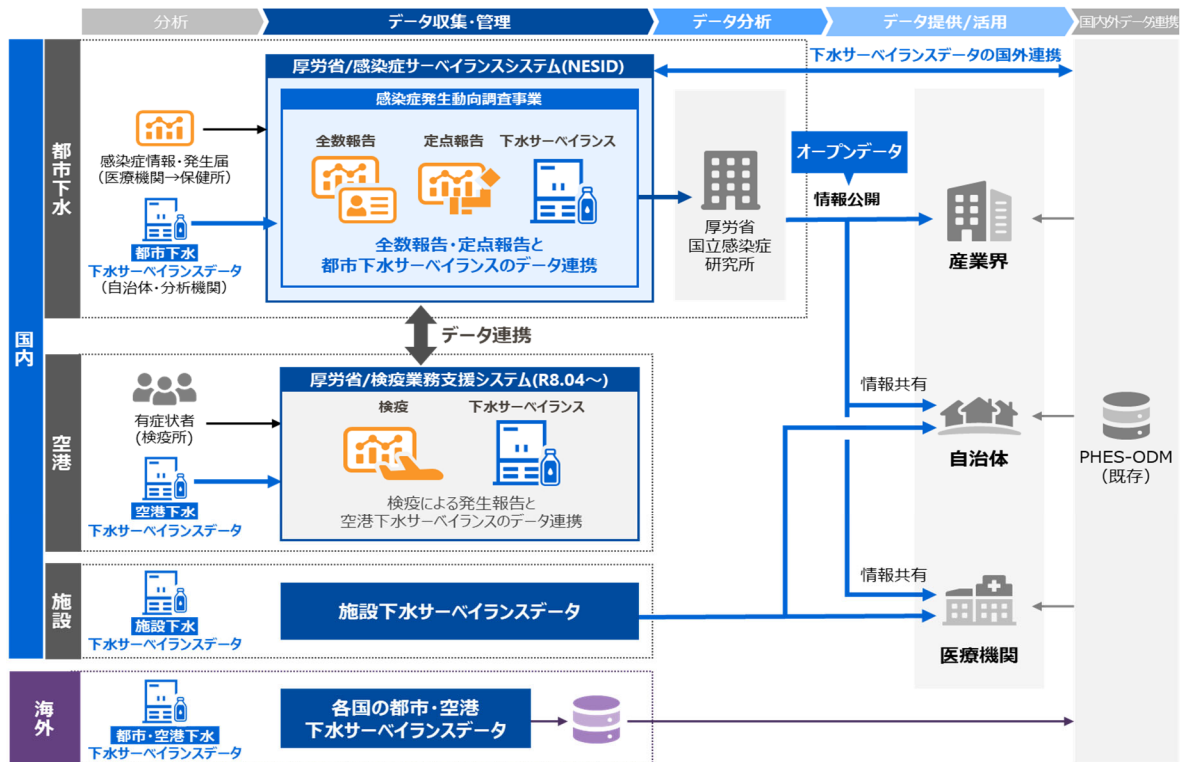 分析
データ収集・管理
データ分析
データ提供/活用
国内外データ連携
国内
都市下水
感染症情報・発生届
(医療機関→保健所)
都市下水
下水サーベイランスデータ
(自治体・分析機関)
厚労省/感染症サーベイランスシステム(NESID)
感染症発生動向調査事業
全数報告
定点報告
下水サーベイランス
全数報告・定点報告と
都市下水サーベイランスのデータ連携
厚労省
国立感染症
研究所
下水サーベイランスデータの国外連携
オープンデータ
情報公開
産業界
データ連携
空港
有症状者
(検疫所)
空港下水
下水サーベイランスデータ
厚労省/検疫業務支援システム(R8.04~)
検疫
下水サーベイランス
検疫による発生報告と
空港下水サーベイランスのデータ連携
情報共有
自治体
PHES-ODM
(既存)
施設
施設下水
下水サーベイランスデータ
施設下水サーベイランスデータ
情報共有
医療機関
海外
都市・空港下水
下水サーベイランスデータ
各国の都市・空港
下水サーベイランスデータ